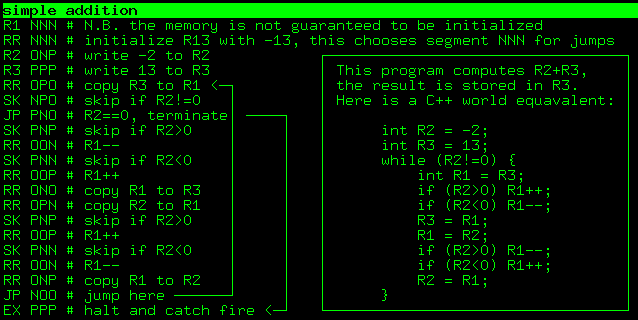 simple addition
R1 NNN # N.B. the memory is not guaranteed to be initialized
RR NNN # initialize R13 with -13, this chooses segment NNN for jumps
R2 ONP # write -2 to R2
R3 PPP # write 13 to R3
RR OPO # copy R3 to R1 <
SK NPO # skip if R2!=0
JP PNO # R2==0, terminate
SK PNP # skip if R2>0
RR OON # R1--
SK PNN # skip if R2<0
RR OOP # R1++
RR ONO # copy R1 to R3
RR OPN # copy R2 to R1
SK PNP # skip if R2>0
RR OOP # R1++
SK PNN # skip if R2<0
RR OON # R1--
RR ONP # copy R1 to R2
JP NOO # jump here
EX PPP # halt and catch fire <
This program computes R2+R3,
the result is stored in R3.
Here is a C++ world equavalent:
int R2 = -2;
int R3 = 13;
while (R2!=0) {
int R1 = R3;
if (R2>0) R1++;
if (R2<0) R1--;
R3 = R1;
R1 = R2;
if (R2>0) R1--;
if (R2<0) R1++;
R2 = R1;
}